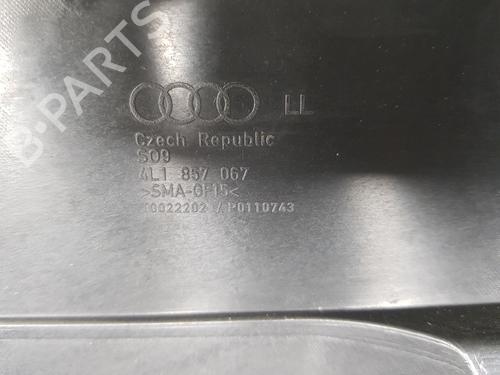 B-PARTS
LL
Czech Republic
S09
4L1 857 067
>SMA-GF15<
10022202 / P0110743